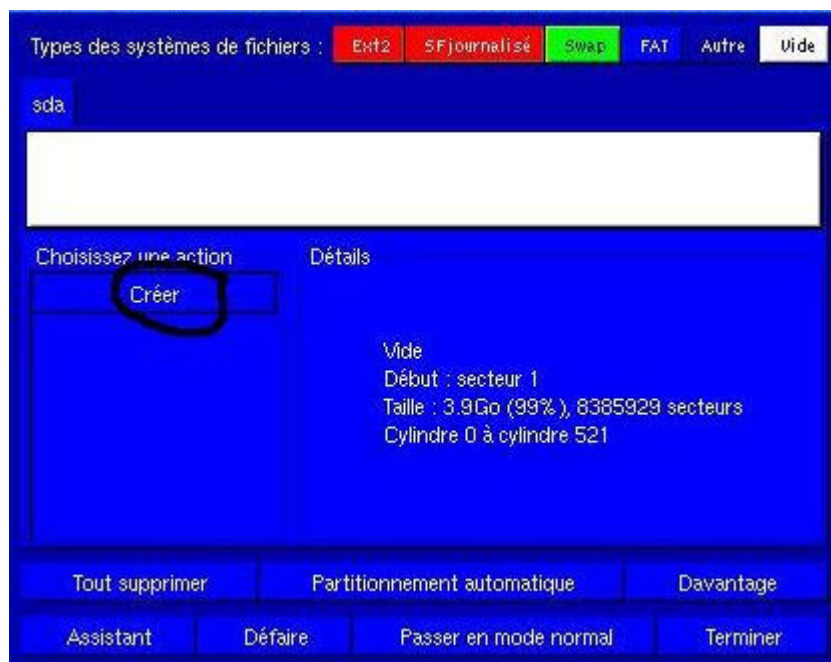 Types des systèmes de fichiers : Ext2 SFjournalisé Swap FAT Autre Vide
sda
Choisissez une action Détails
Créer
Vide
Début : secteur 1
Taille : 3.9Go (99%), 8385929 secteurs
Cylindre 0 à cylindre 521
Tout supprimer Partitionnement automatique Davantage
Assistant Défaire Passer en mode normal Terminer